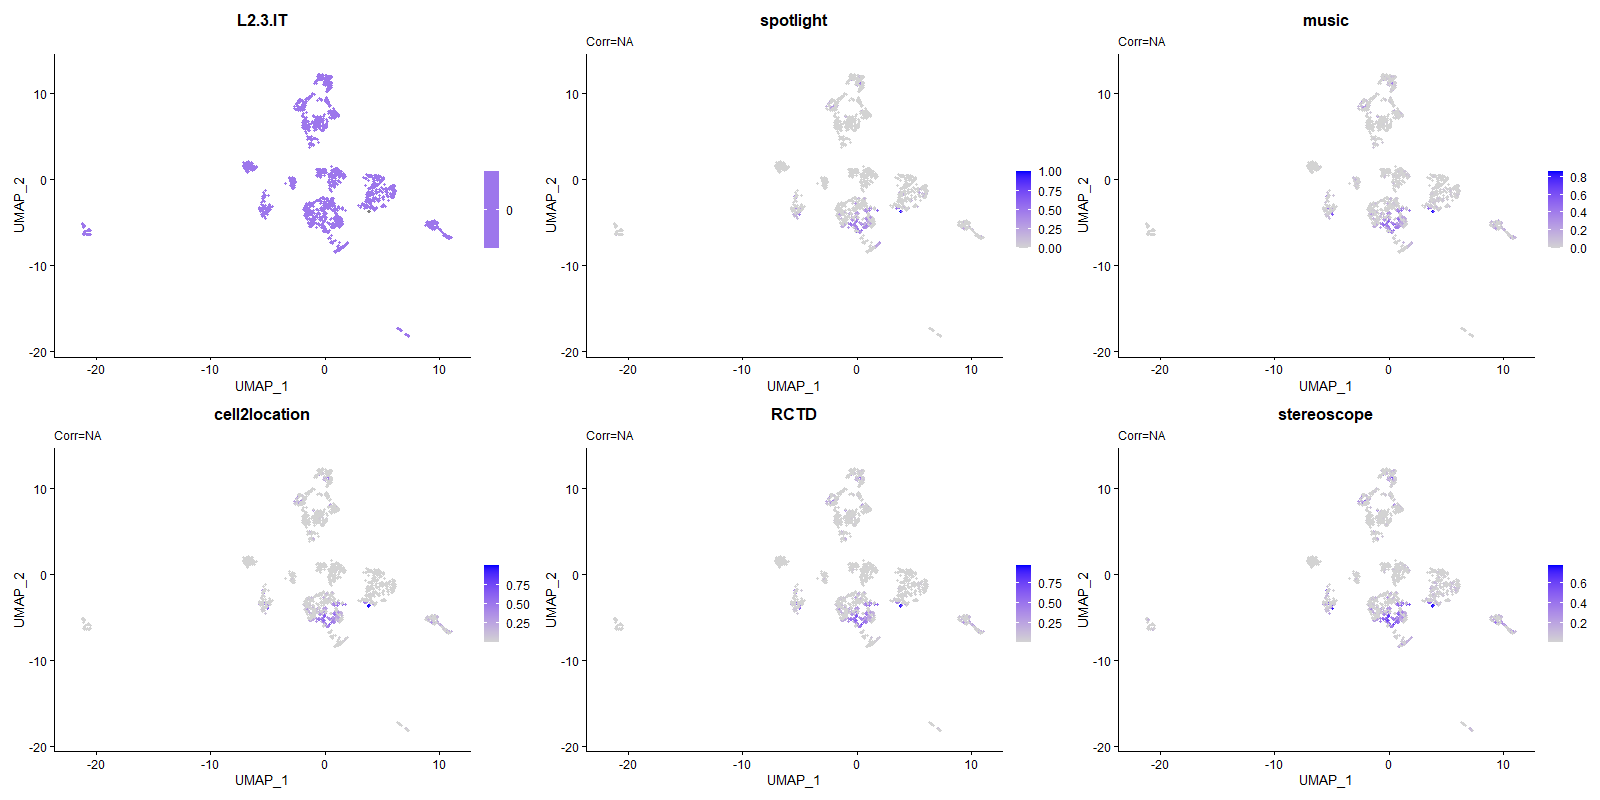 L2.3.IT
UMAP_2
10
0
-10
-20
-20
-10
0
10
UMAP_1
0
spotlight
Corr=NA
UMAP_2
10
0
-10
-20
-20
-10
0
10
UMAP_1
1.00
0.75
0.50
0.25
0.00
music
Corr=NA
UMAP_2
10
0
-10
-20
-20
-10
0
10
UMAP_1
0.8
0.6
0.4
0.2
0.0
cell2location
Corr=NA
UMAP_2
10
0
-10
-20
-20
-10
0
10
UMAP_1
0.75
0.50
0.25
RCTD
Corr=NA
UMAP_2
10
0
-10
-20
-20
-10
0
10
UMAP_1
0.75
0.50
0.25
stereoscope
Corr=NA
UMAP_2
10
0
-10
-20
-20
-10
0
10
UMAP_1
0.6
0.4
0.2